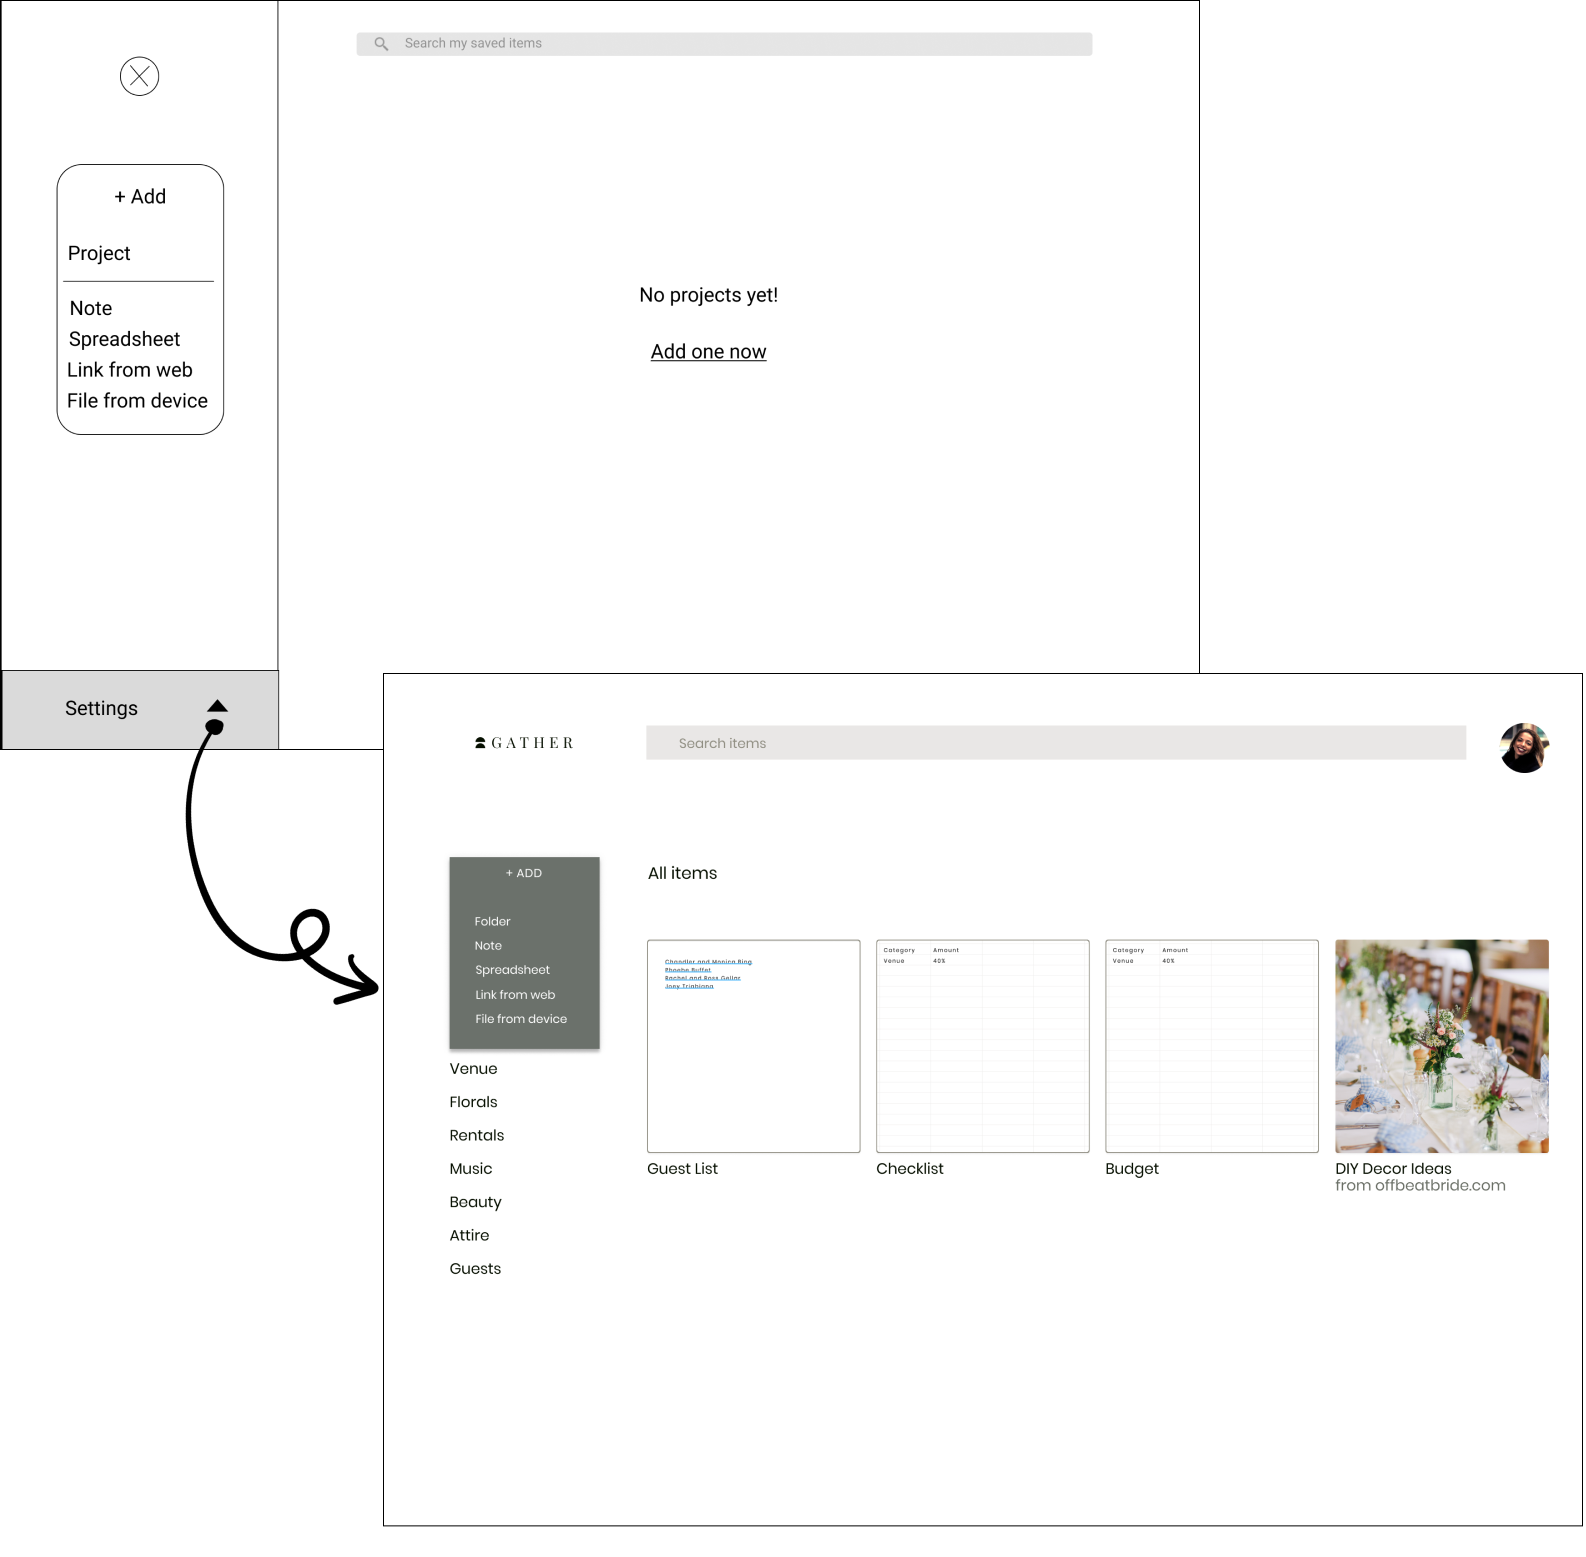 Search my saved items
+ Add
Project
Note
Spreadsheet
Link from web
File from device
No projects yet!
Add one now
Settings
GATHER
Search items
+ ADD
Folder
Note
Spreadsheet
Link from web
File from device
Venue
Florals
Rentals
Music
Beauty
Attire
Guests
All items
Chandler and Monica Bing
Phoebe Buffet
Rachel and Ross Gellar
Joey Tribbiana
Guest List
Category Amount
Venue 40%
Checklist
Category Amount
Venue 40%
Budget
DIY Decor Ideas
from offbeatbride.com